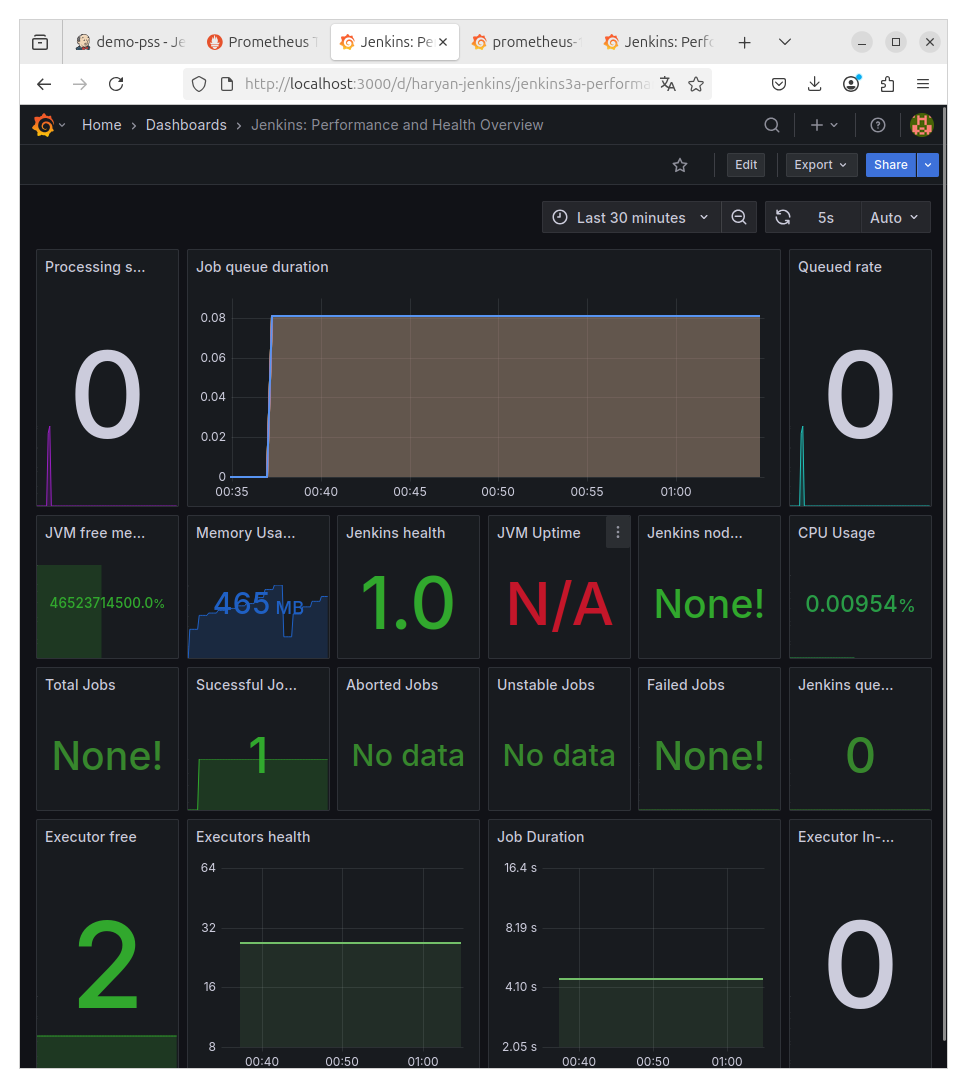 demo-pss - Je
Prometheus T
Jenkins: Pe
prometheus-
Jenkins: Perfo
http://localhost:3000/d/haryan-jenkins/jenkins3a-performa
Home › Dashboards › Jenkins: Performance and Health Overview
Edit
Export
Share
Last 30 minutes
5s
Auto
Processing s...
0
Job queue duration
0.08
0.06
0.04
0.02
0
00:35 00:40 00:45 00:50 00:55 01:00
Queued rate
0
JVM free me...
46523714500.0%
Memory Usa...
465 MB
Jenkins health
1.0
JVM Uptime
N/A
Jenkins nod...
None!
CPU Usage
0.00954%
Total Jobs
None!
Sucessful Jo...
1
Aborted Jobs
No data
Unstable Jobs
No data
Failed Jobs
None!
Jenkins que...
0
Executor free
2
Executors health
64
32
16
8
00:40 00:50 01:00
Job Duration
16.4 s
8.19 s
4.10 s
2.05 s
00:40 00:50 01:00
Executor In-...
0